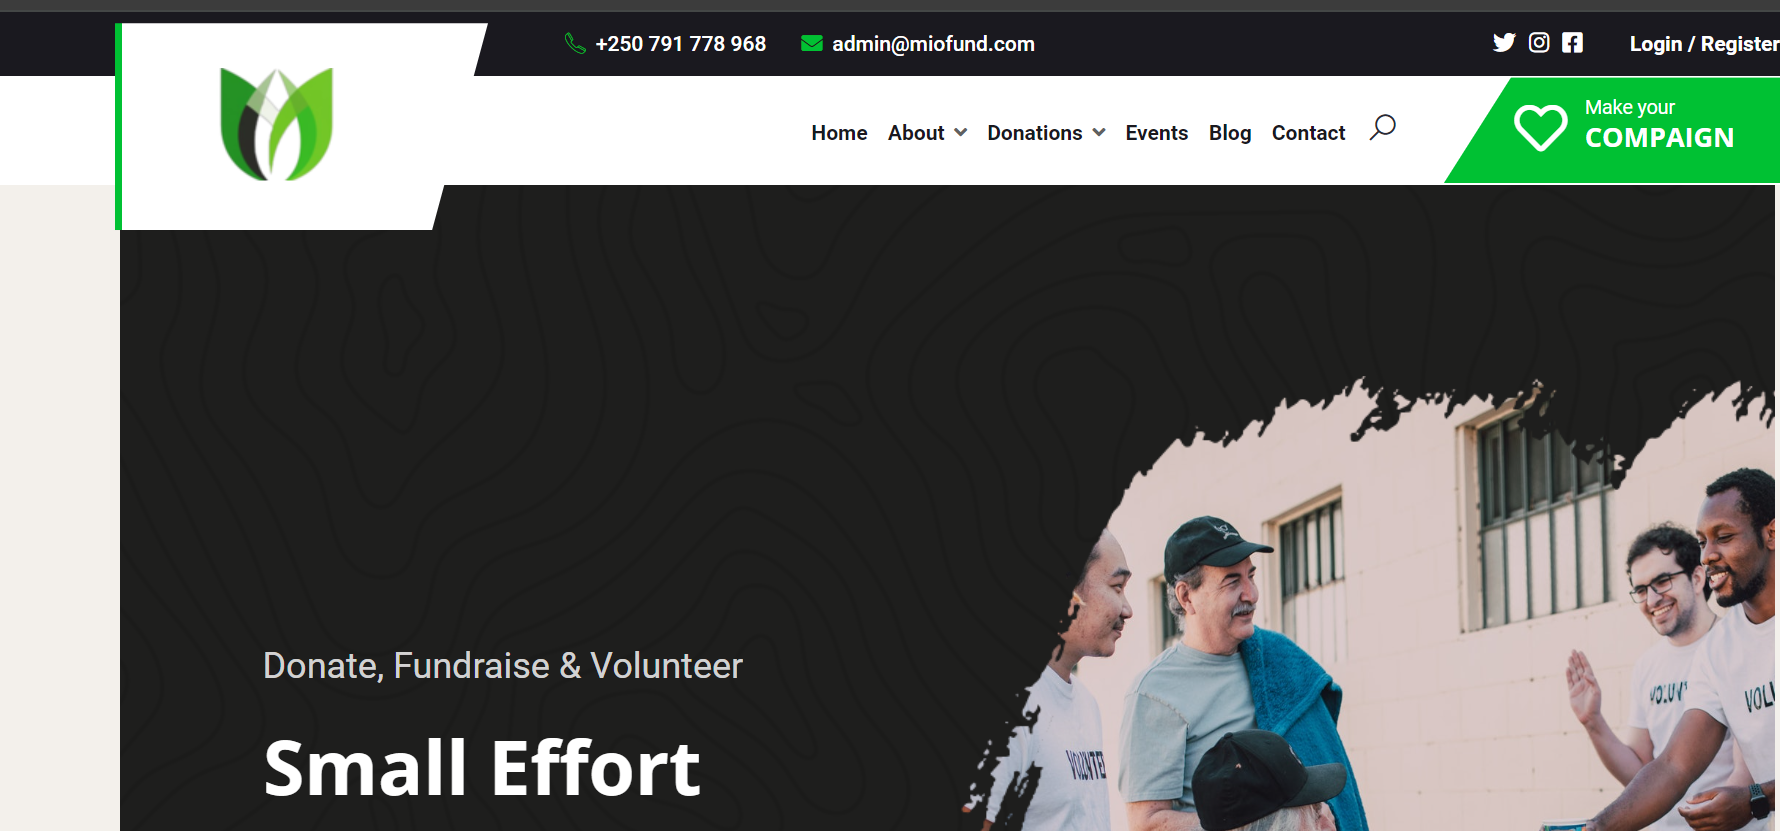 +250 791 778 968
admin@miofund.com
Login / Register
Home About Donations Events Blog Contact
Make your
COMPAIGN
Donate, Fundraise & Volunteer
Small Effort